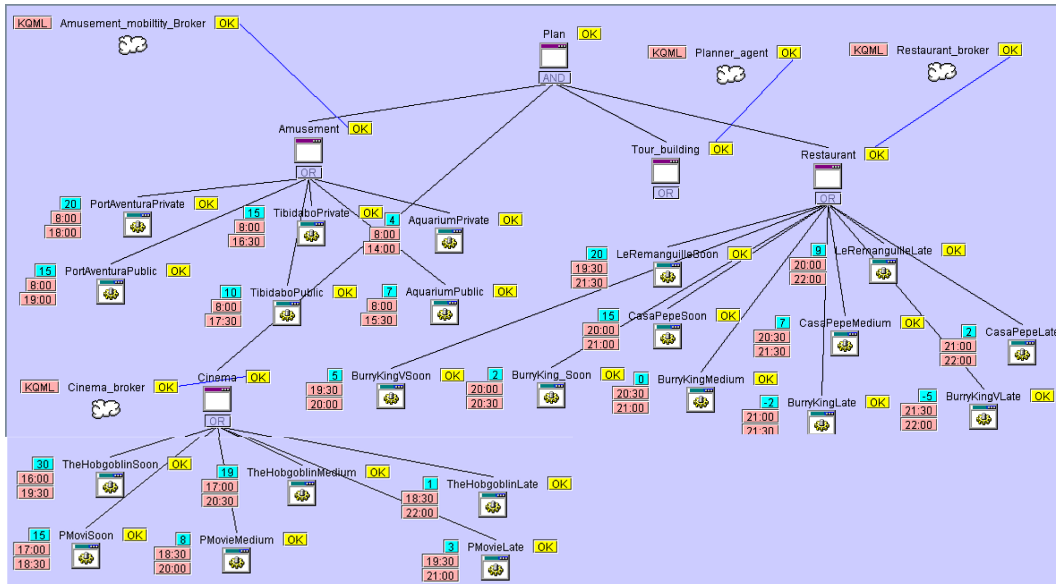 KQML Amusement_mobiltity_Broker OK
Plan OK
KQML Planner_agent OK
KQML Restaurant_broker OK
AND
Amusement OK
OR
Tour_building OK
OR
Restaurant OK
OR
20 PortAventuraPrivate OK
8:00
18:00
15 TibidaboPrivate OK
8:00
16:30
4 AquariumPrivate OK
8:00
14:00
15 PortAventuraPublic OK
8:00
19:00
10 TibidaboPublic OK
8:00
17:30
7 AquariumPublic OK
8:00
15:30
20 LeRemanguilleSoon OK
19:30
21:30
9 LeRemanguilleLate OK
20:00
22:00
15 CasaPepeSoon OK
20:00
21:00
7 CasaPepeMedium OK
20:30
21:30
2 CasaPepeLate
21:00
22:00
KQML Cinema_broker OK
Cinema OK
OR
5 BurryKingVSoon OK
19:30
20:00
2 BurryKing_Soon OK
20:00
20:30
0 BurryKingMedium OK
20:30
21:00
-2 BurryKingLate OK
21:00
21:30
-5 BurryKingVLate OK
21:30
22:00
30 TheHobgoblinSoon OK
16:00
19:30
19 TheHobgoblinMedium OK
17:00
20:30
1 TheHobgoblinLate OK
18:30
22:00
15 PMoviSoon OK
17:00
18:30
8 PMovieMedium OK
18:30
20:00
3 PMovieLate OK
19:30
21:00